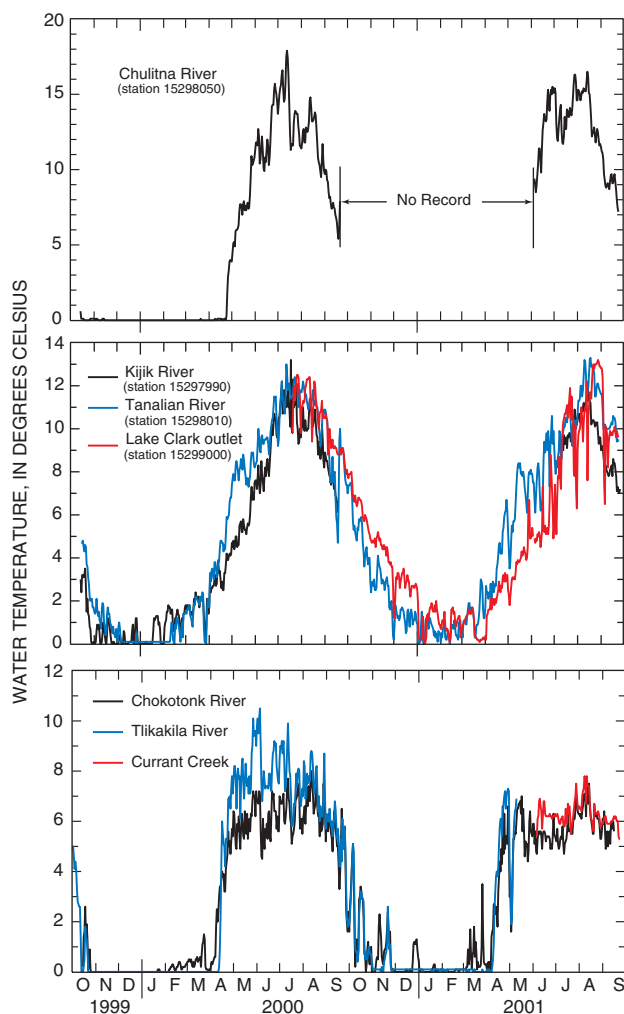 WATER TEMPERATURE, IN DEGREES CELSIUS
20
15
10
5
0
Chulitna River
(station 15298050)
No Record
14
12
10
8
6
4
2
0
Kijik River
(station 15297990)
Tanalian River
(station 15298010)
Lake Clark outlet
(station 15299000)
12
10
8
6
4
2
0
Chokotonk River
Tlikakila River
Currant Creek
O N D J F M A M J J A S O N D J F M A M J J A S
1999 2000 2001